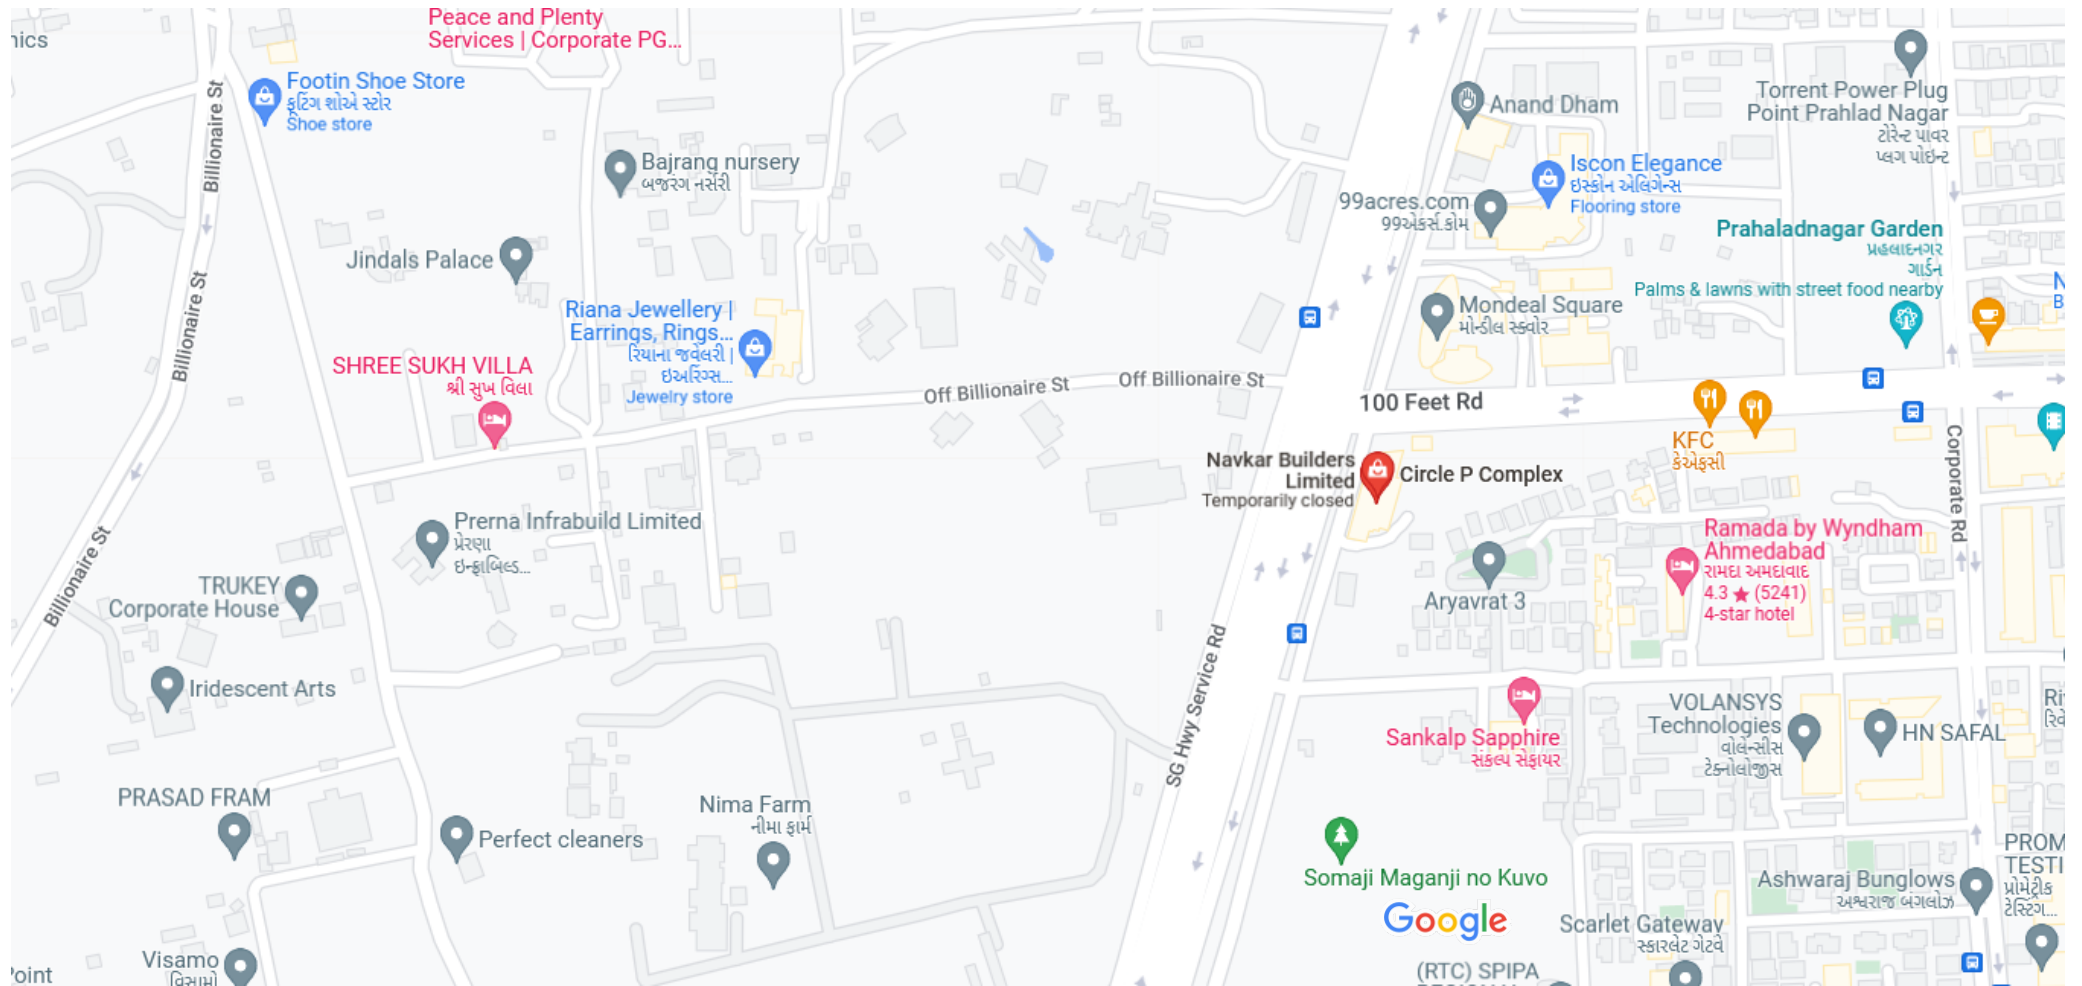 Peace and Plenty
Services | Corporate PG...
Footin Shoe Store
ફૂટિંગ શોએ સ્ટોર
Shoe store
Billionaire St
Bajrang nursery
બજરંગ નર્સરી
Jindals Palace
Billionaire St
Riana Jewellery |
Earrings, Rings...
રિયાના જ્વેલરી |
ઇઅરિંગ્સ...
Jewelry store
SHREE SUKH VILLA
શ્રી સુખ વિલા
Off Billionaire St
Off Billionaire St
Anand Dham
Torrent Power Plug
Point Prahlad Nagar
ટોરેન્ટ પાવર
પ્લગ પોઇન્ટ
Iscon Elegance
ઇસ્કોન એલિગેન્સ
Flooring store
99acres.com
99એકર્સ.કોમ
Prahaladnagar Garden
પ્રહલાદનગર
ગાર્ડન
Palms & lawns with street food nearby
Mondeal Square
મોન્ડીલ સ્ક્વોર
100 Feet Rd
KFC
કેએફસી
Corporate Rd
Navkar Builders
Limited
Temporarily closed
Circle P Complex
Prerna Infrabuild Limited
પ્રેરણા
ઇન્ફ્રાબિલ્ડ...
Billionaire St
TRUKEY
Corporate House
Iridescent Arts
Ramada by Wyndham
Ahmedabad
રામદા અમદાવાદ
4.3 ★ (5241)
4-star hotel
Aryavrat 3
SG Hwy Service Rd
Sankalp Sapphire
સંકલ્પ સેફાયર
VOLANSYS
Technologies
વોલેન્સીસ
ટેક્નોલોજીસ
HN SAFAL
PRASAD FRAM
Perfect cleaners
Nima Farm
નીમા ફાર્મ
Somaji Maganji no Kuvo
Google
Ashwaraj Bunglows
અશ્વરાજ બંગલોઝ
PROM
TESTI
પ્રોમેટ્રીક
ટેસ્ટિંગ...
Scarlet Gateway
સ્કારલેટ ગેટવે
Visamo
વિસામો
(RTC) SPIPA